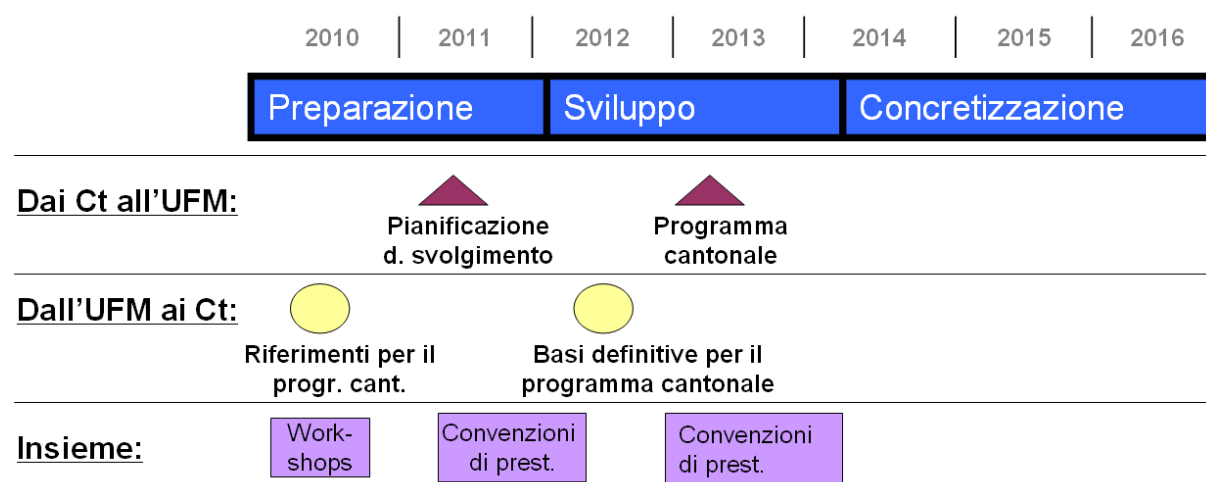 2010 2011 2012 2013 2014 2015 2016
Preparazione Sviluppo Concretizzazione
Dai Ct all'UFM:
Pianificazione
d. svolgimento
Programma
cantonale
Dall'UFM ai Ct:
Riferimenti per il
progr. cant.
Basi definitive per il
programma cantonale
Insieme:
Work-
shops
Convenzioni
di prest.
Convenzioni
di prest.